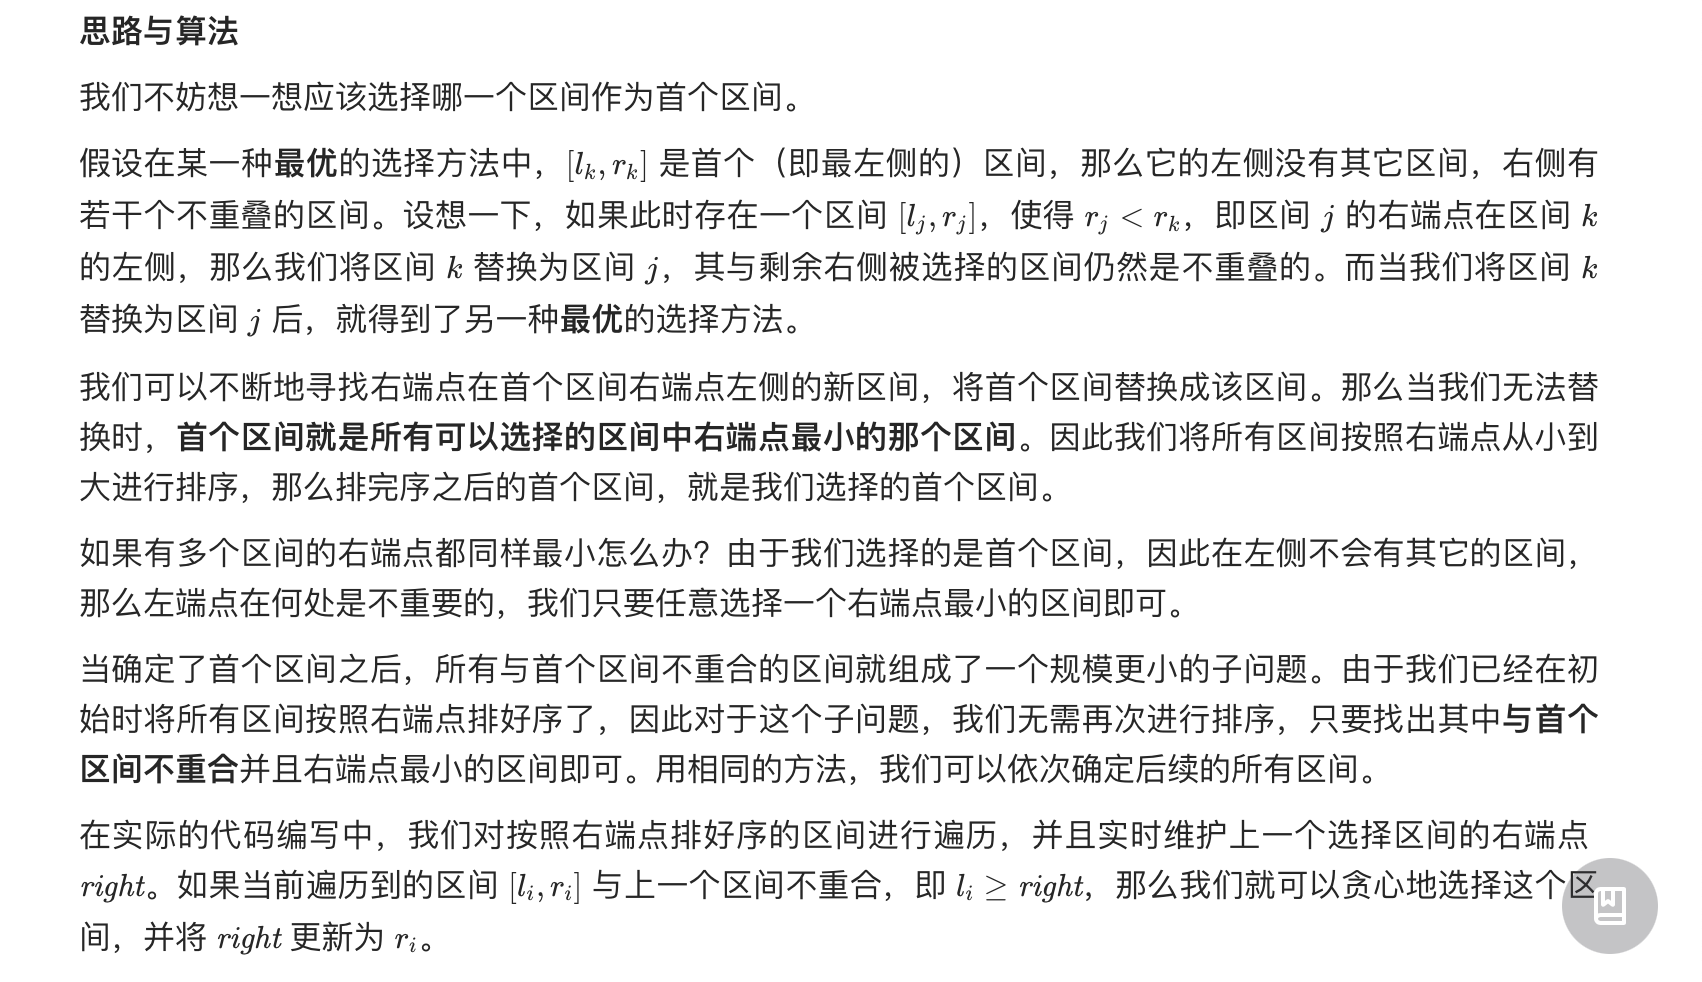 思路与算法
我们不妨想一想应该选择哪一个区间作为首个区间。
假设在某一种最优的选择方法中，[l_k, r_k] 是首个（即最左侧的）区间，那么它的左侧没有其它区间，右侧有
若干个不重叠的区间。设想一下，如果此时存在一个区间 [l_j, r_j]，使得 r_j < r_k，即区间 j 的右端点在区间 k
的左侧，那么我们将区间 k 替换为区间 j，其与剩余右侧被选择的区间仍然是不重叠的。而当我们将区间 k
替换为区间 j 后，就得到了另一种最优的选择方法。
我们可以不断地寻找右端点在首个区间右端点左侧的新区间，将首个区间替换成该区间。那么当我们无法替
换时，首个区间就是所有可以选择的区间中右端点最小的那个区间。因此我们将所有区间按照右端点从小到
大进行排序，那么排完序之后的首个区间，就是我们选择的首个区间。
如果有多个区间的右端点都同样最小怎么办？由于我们选择的是首个区间，因此在左侧不会有其它的区间，
那么左端点在何处是不重要的，我们只要任意选择一个右端点最小的区间即可。
当确定了首个区间之后，所有与首个区间不重合的区间就组成了一个规模更小的子问题。由于我们已经在初
始时将所有区间按照右端点排好序了，因此对于这个子问题，我们无需再次进行排序，只要找出其中与首个
区间不重合并且右端点最小的区间即可。用相同的方法，我们可以依次确定后续的所有区间。
在实际的代码编写中，我们对按照右端点排好序的区间进行遍历，并且实时维护上一个选择区间的右端点
right。如果当前遍历到的区间 [l_i, r_i] 与上一个区间不重合，即 l_i ≥ right，那么我们就可以贪心地选择这个区
间，并将 right 更新为 r_i。